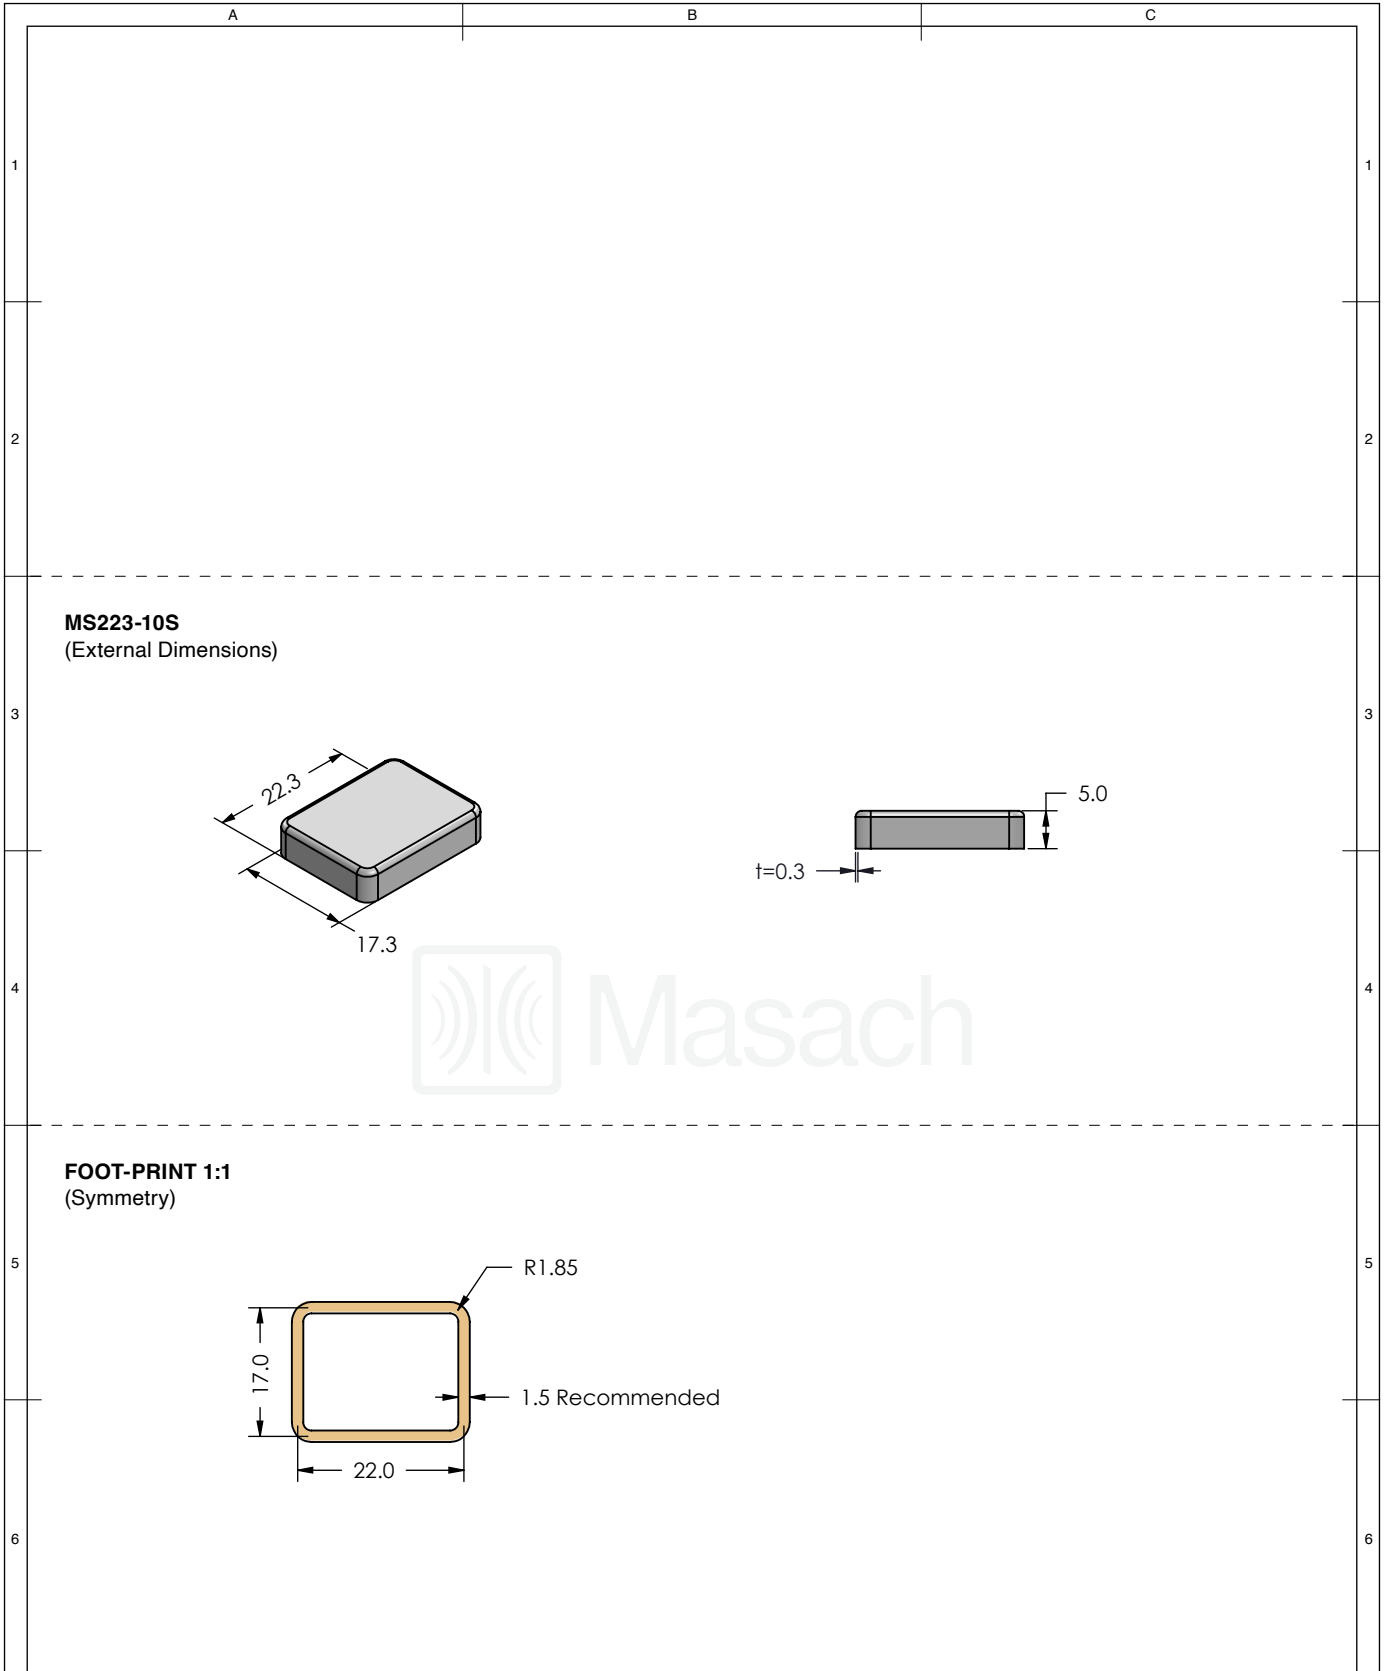 A B C
1 1
2 2
MS223-10S
(External Dimensions)
3 3
22.3
5.0
t=0.3
17.3
Masach
4 4
FOOT-PRINT 1:1
(Symmetry)
5 5
R1.85
17.0
1.5 Recommended
22.0
6 6